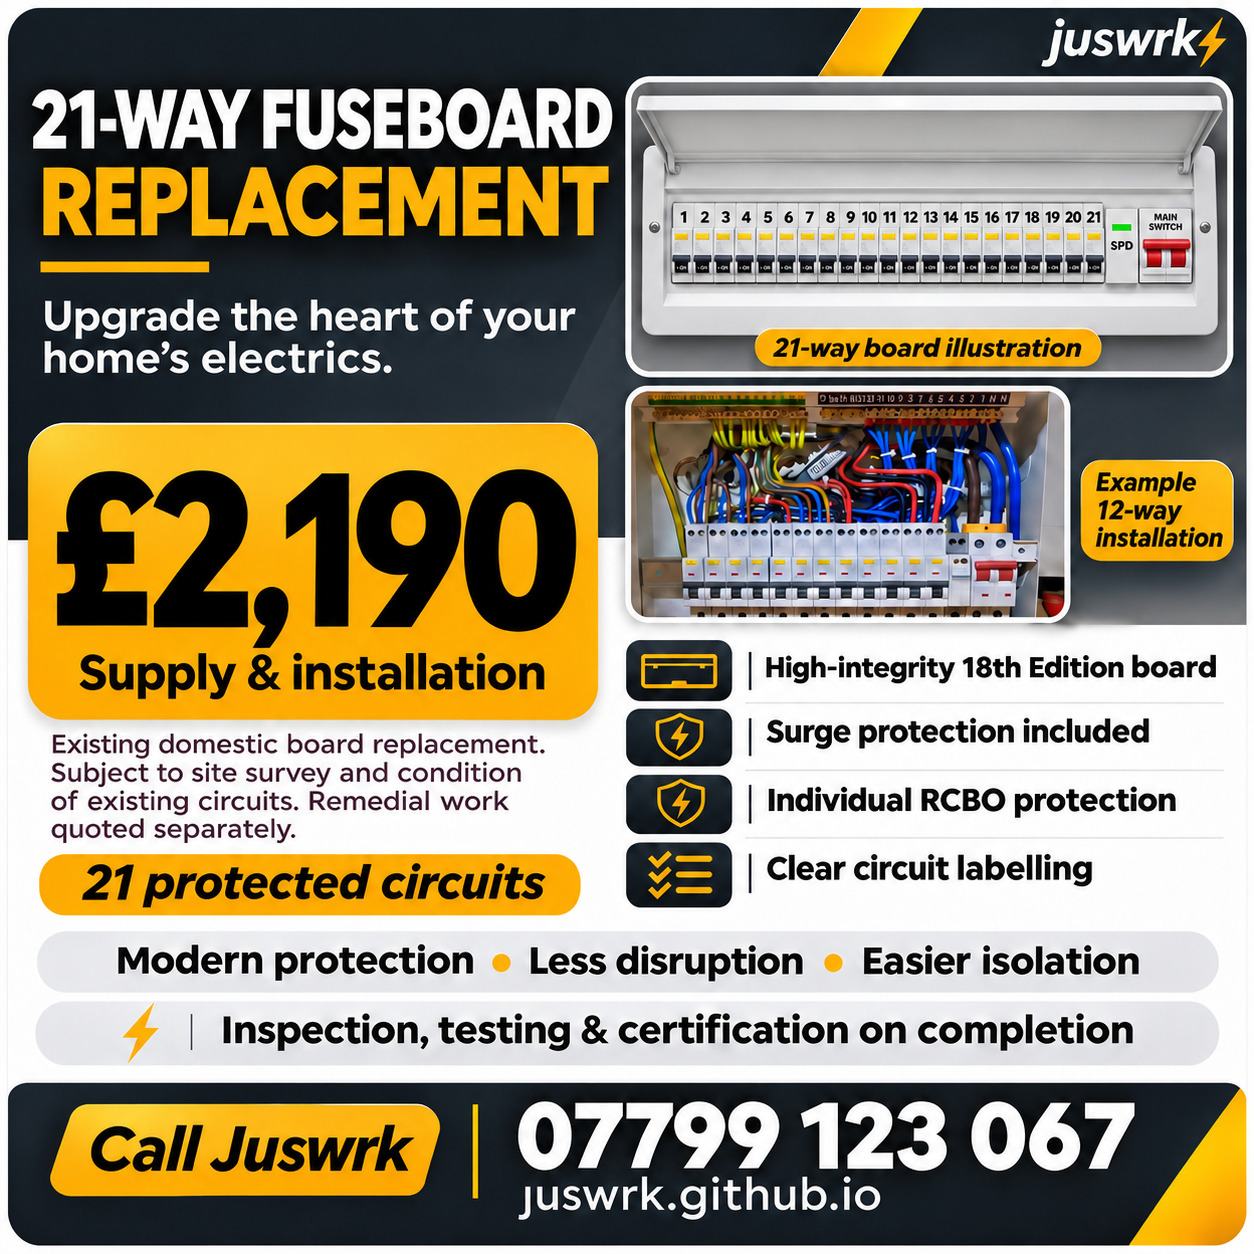 juswrk
21-WAY FUSEBOARD
REPLACEMENT
Upgrade the heart of your
home's electrics.
1 2 3 4 5 6 7 8 9 10 11 12 13 14 15 16 17 18 19 20 21
SPD
MAIN
SWITCH
21-way board illustration
£2,190
Supply & installation
Example
12-way
installation
Existing domestic board replacement.
Subject to site survey and condition
of existing circuits. Remedial work
quoted separately.
21 protected circuits
High-integrity 18th Edition board
Surge protection included
Individual RCBO protection
Clear circuit labelling
Modern protection • Less disruption • Easier isolation
Inspection, testing & certification on completion
Call Juswrk
07799 123 067
juswrk.github.io